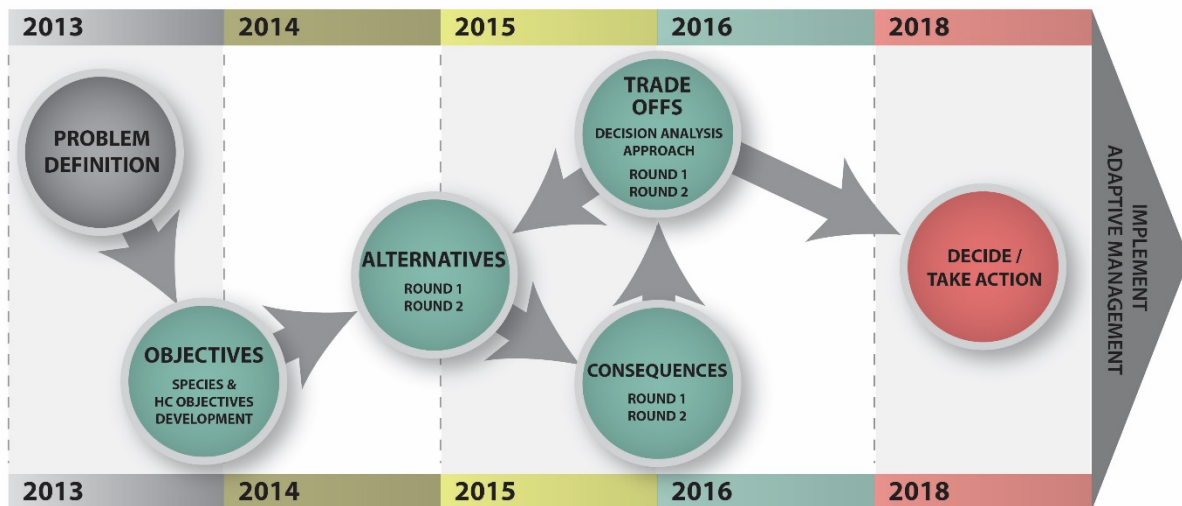 2013
2014
2015
2016
2018
PROBLEM
DEFINITION
OBJECTIVES
SPECIES &
HC OBJECTIVES
DEVELOPMENT
ALTERNATIVES
ROUND 1
ROUND 2
TRADE
OFFS
DECISION ANALYSIS
APPROACH
ROUND 1
ROUND 2
CONSEQUENCES
ROUND 1
ROUND 2
DECIDE /
TAKE ACTION
IMPLEMENT
ADAPTIVE MANAGEMENT
2013
2014
2015
2016
2018